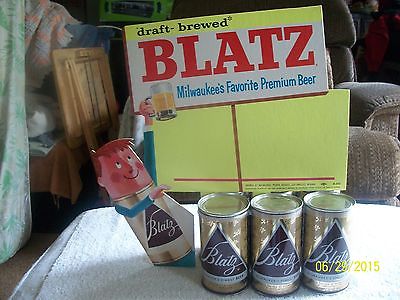 draft-brewed*
BLATZ
Milwaukee's Favorite Premium Beer
Blatz
Blatz
Blatz
Blatz
06/29/2015